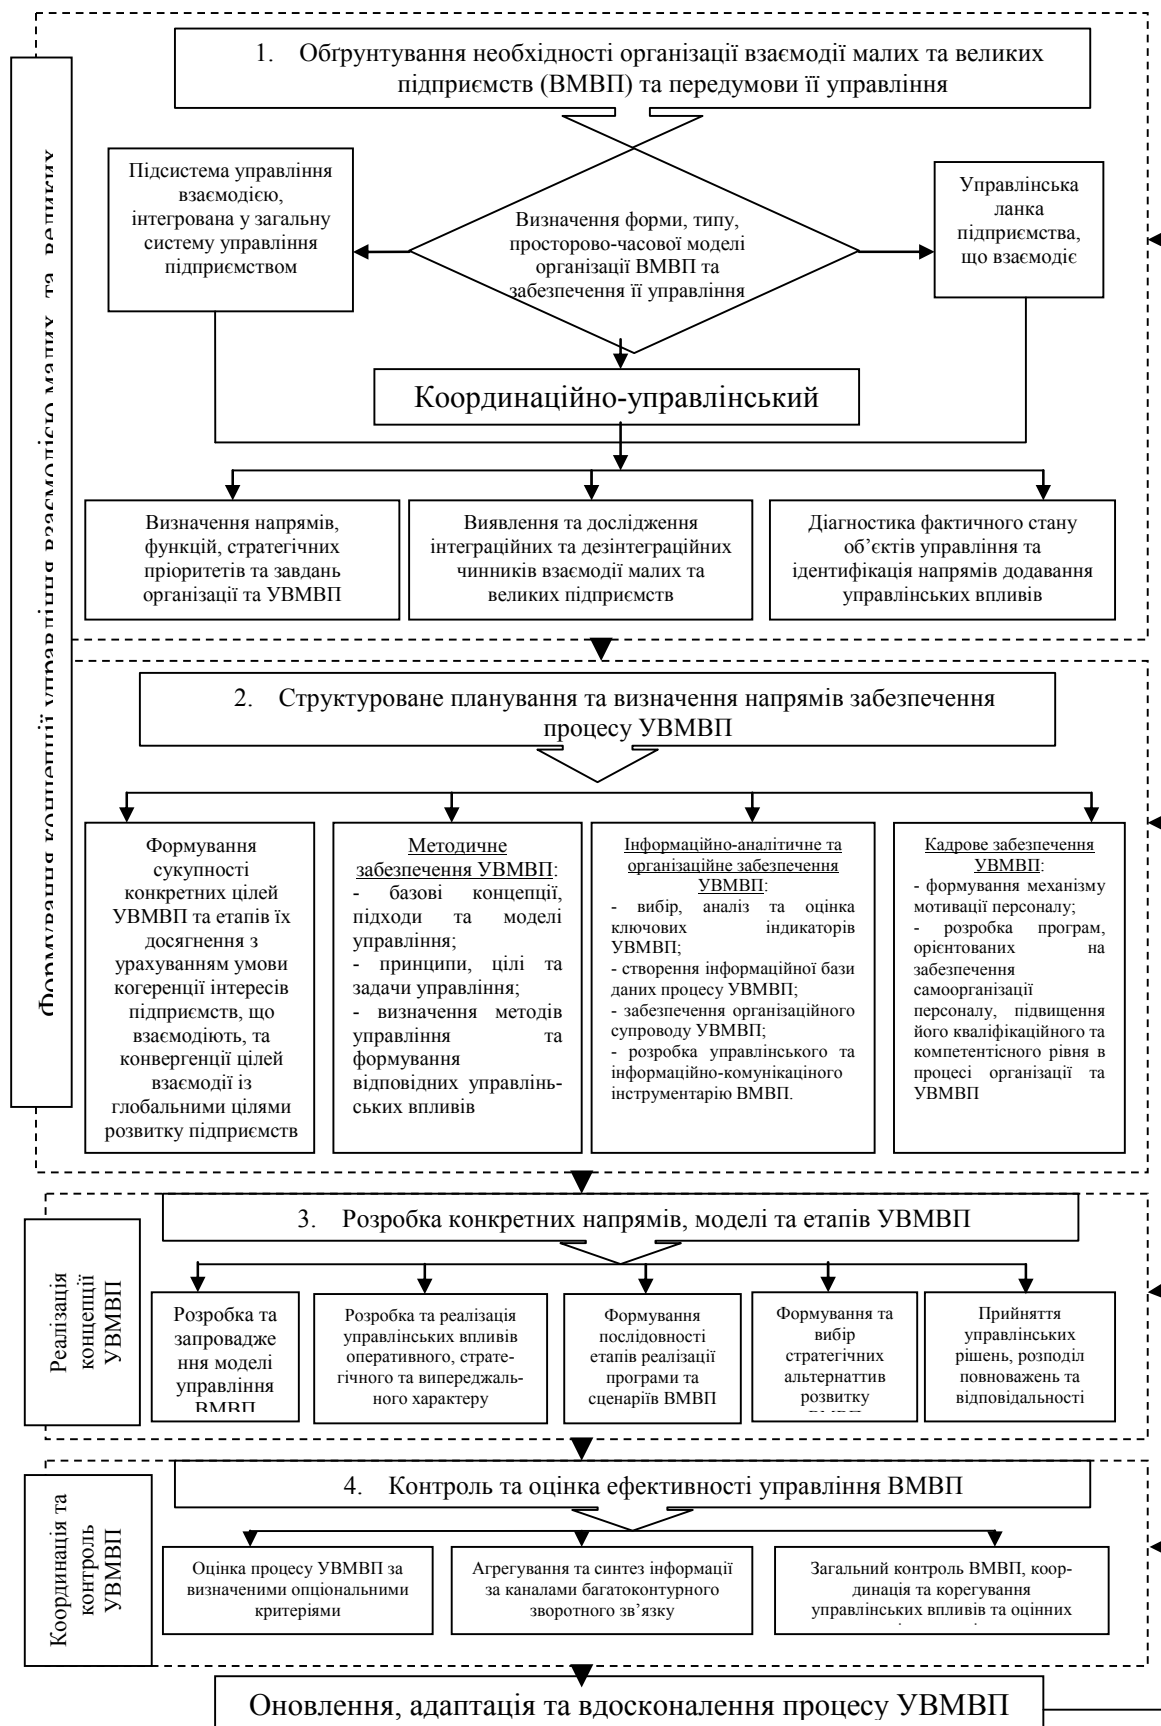 1. Обґрунтування необхідності організації взаємодії малих та великих
підприємств (ВМВП) та передумови її управління
Підсистема управління
взаємодією,
інтегрована у загальну
систему управління
підприємством
Визначення форми, типу,
просторово-часової моделі
організації ВМВП та
забезпечення її управління
Управлінська
ланка
підприємства,
що взаємодіє
Координаційно-управлінський
Визначення напрямів,
функцій, стратегічних
пріоритетів та завдань
організації та УВМВП
Виявлення та дослідження
інтеграційних та дезінтеграційних
чинників взаємодії малих та
великих підприємств
Діагностика фактичного стану
об’єктів управління та
ідентифікація напрямів додавання
управлінських впливів
Формування концепції управління взаємодією малих та великих
2. Структуроване планування та визначення напрямів забезпечення
процесу УВМВП
Формування
сукупності
конкретних цілей
УВМВП та етапів їх
досягнення з
урахуванням умови
когеренції інтересів
підприємств, що
взаємодіють, та
конвергенції цілей
взаємодії із
глобальними цілями
розвитку підприємств
Методичне
забезпечення УВМВП:
- базові концепції,
підходи та моделі
управління;
- принципи, цілі та
задачі управління;
- визначення методів
управління та
формування
відповідних управлінь-
ських впливів
Інформаційно-аналітичне та
організаційне забезпечення
УВМВП:
- вибір, аналіз та оцінка
ключових індикаторів
УВМВП;
- створення інформаційної бази
даних процесу УВМВП;
- забезпечення організаційного
супроводу УВМВП;
- розробка управлінського та
інформаційно-комунікаціного
інструментарію ВМВП.
Кадрове забезпечення
УВМВП:
- формування механізму
мотивації персоналу;
- розробка програм,
орієнтованих на
забезпечення
самоорганізації
персоналу, підвищення
його кваліфікаційного та
компетентісного рівня в
процесі організації та
УВМВП
Реалізація
концепції
УВМВП
3. Розробка конкретних напрямів, моделі та етапів УВМВП
Розробка та
запровадже
ння моделі
управління
ВМВП
Розробка та реалізація
управлінських впливів
оперативного, страте-
гічного та випереджаль-
ного характеру
Формування
послідовності
етапів реалізації
програми та
сценаріїв ВМВП
Формування та
вибір
стратегічних
альтернаттив
розвитку
ВМВП
Прийняття
управлінських
рішень, розподіл
повноважень та
відповідальності
Координація та
контроль
УВМВП
4. Контроль та оцінка ефективності управління ВМВП
Оцінка процесу УВМВП за
визначеними опціональними
критеріями
Агрегування та синтез інформації
за каналами багатоконтурного
зворотного зв’язку
Загальний контроль ВМВП, коор-
динація та корегування
управлінських впливів та оцінних
Оновлення, адаптація та вдосконалення процесу УВМВП